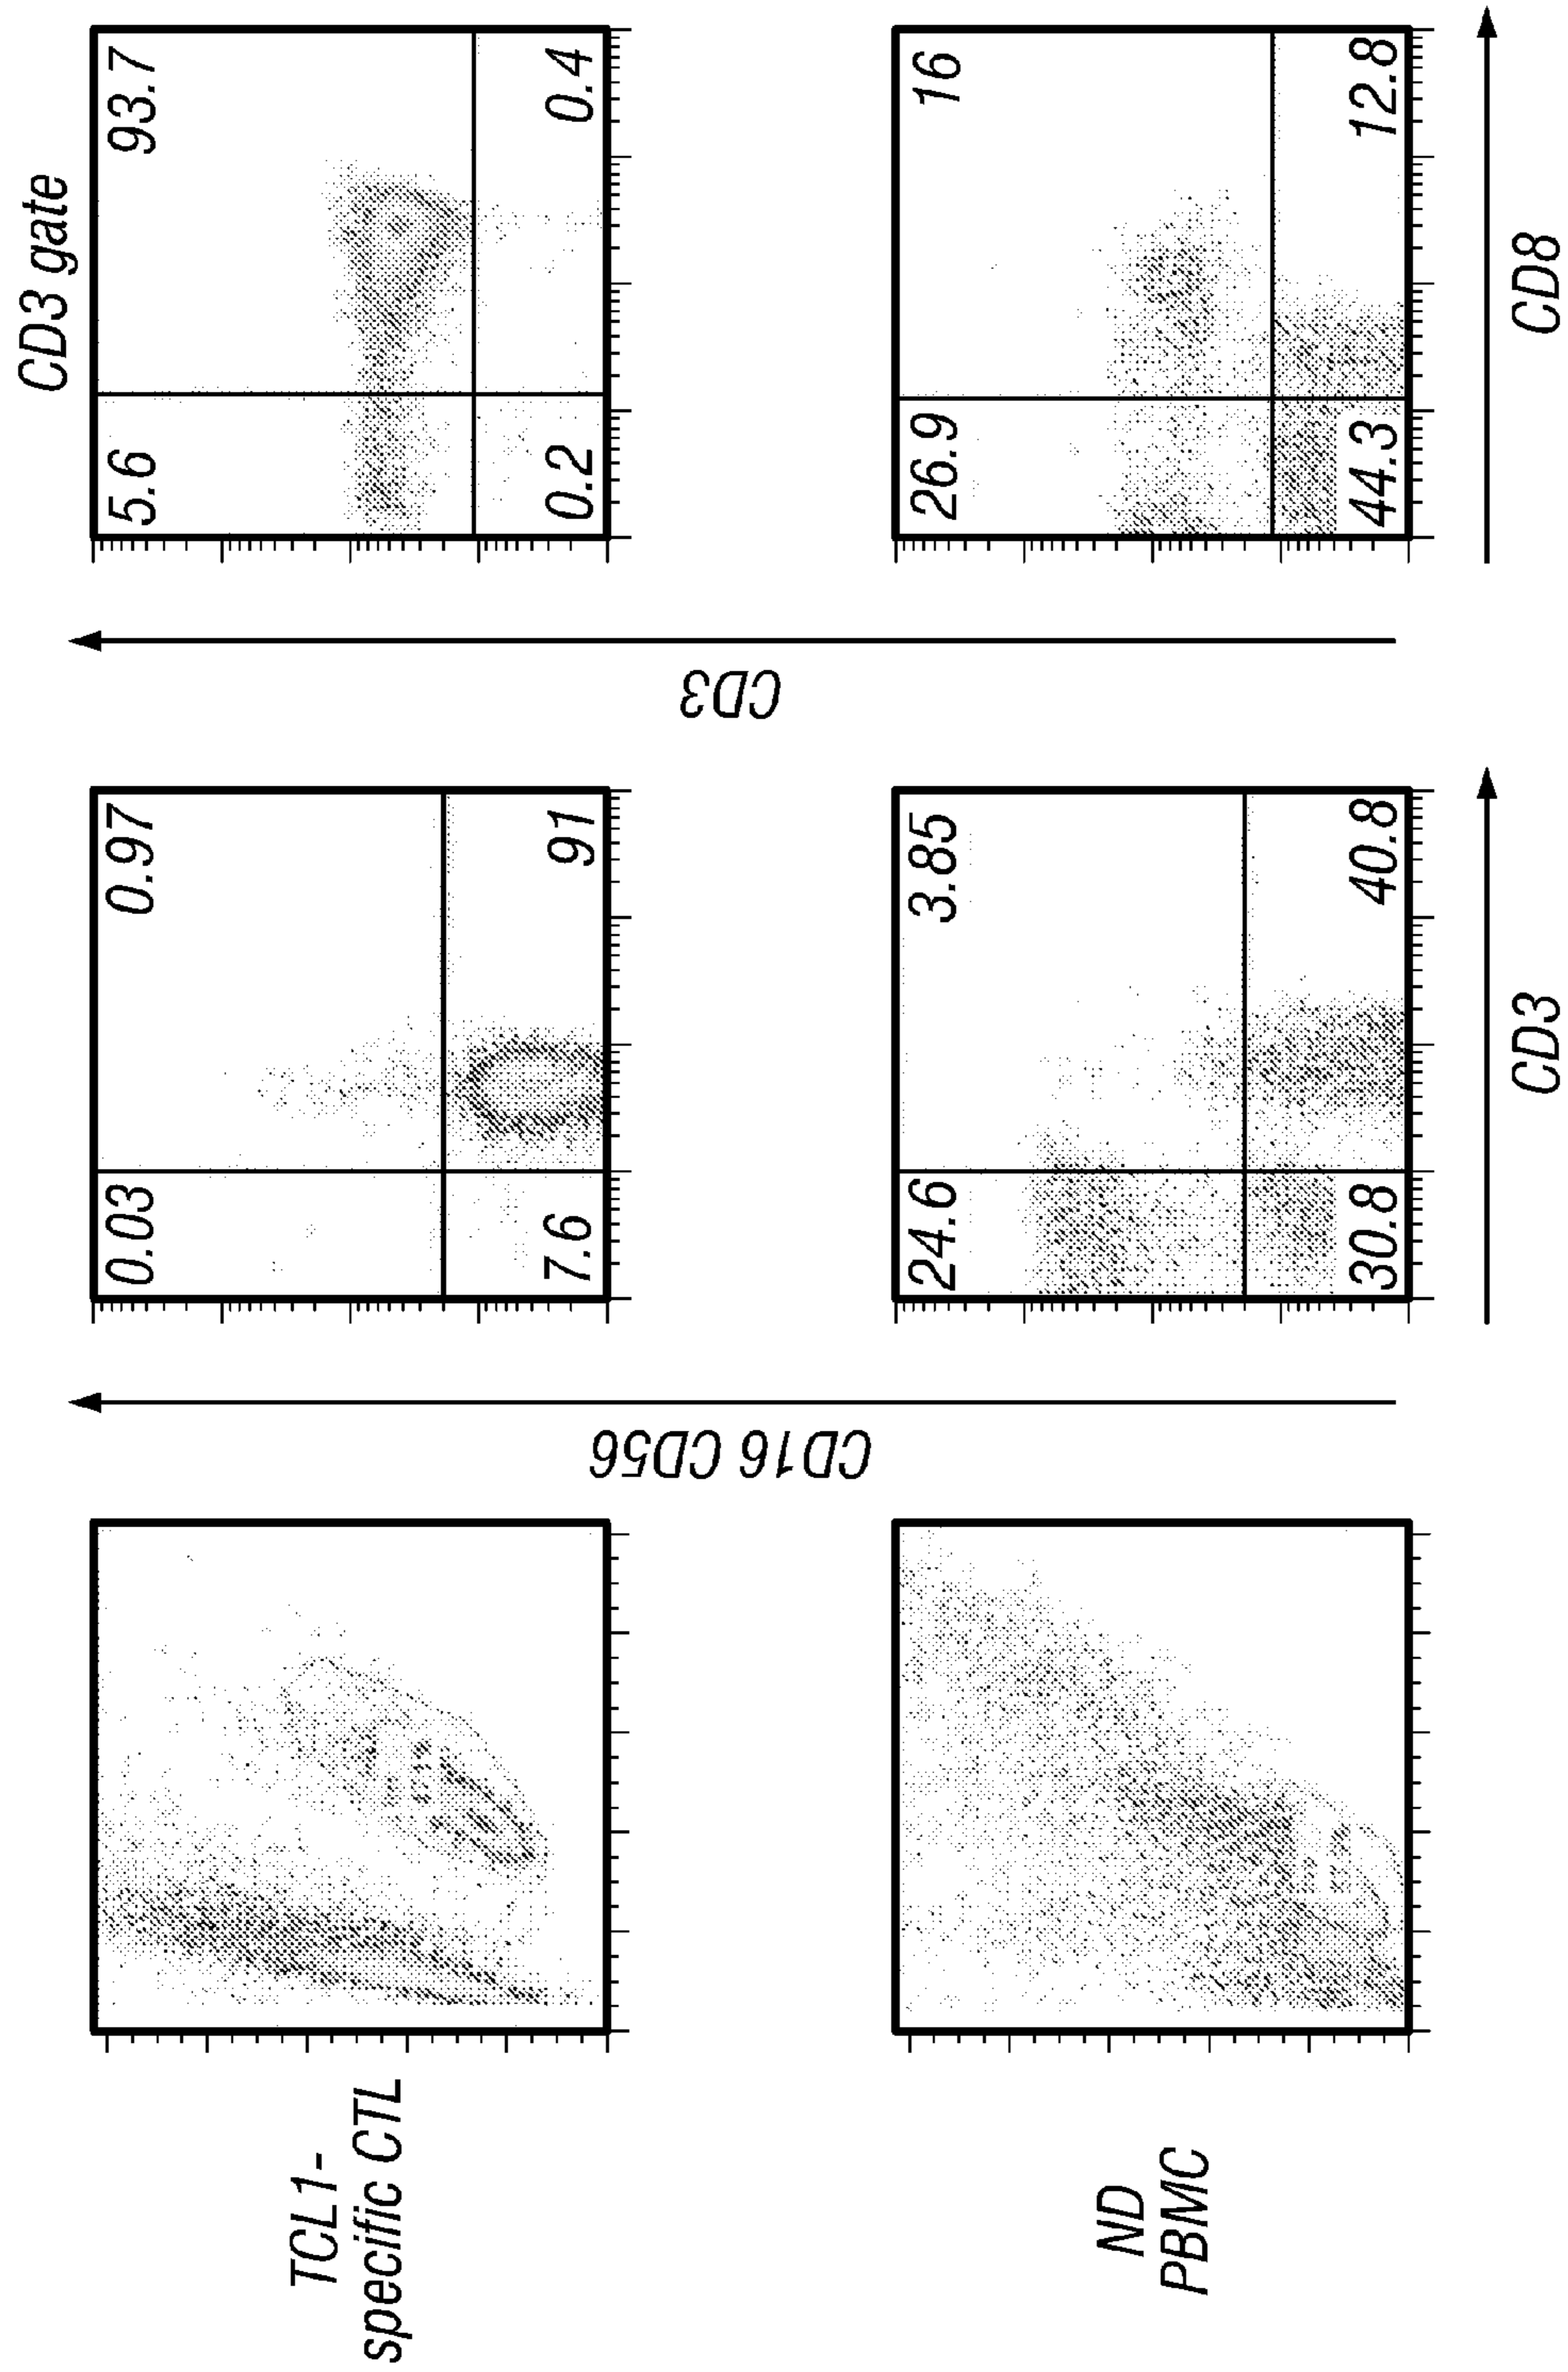 CD3 gate
TCL1-
specific CTL
0.03
0.97
7.6
91
5.6
93.7
0.2
0.4
CD16 CD56
CD3
ND
PBMC
24.6
3.85
30.8
40.8
26.9
16
44.3
12.8
CD3
CD8